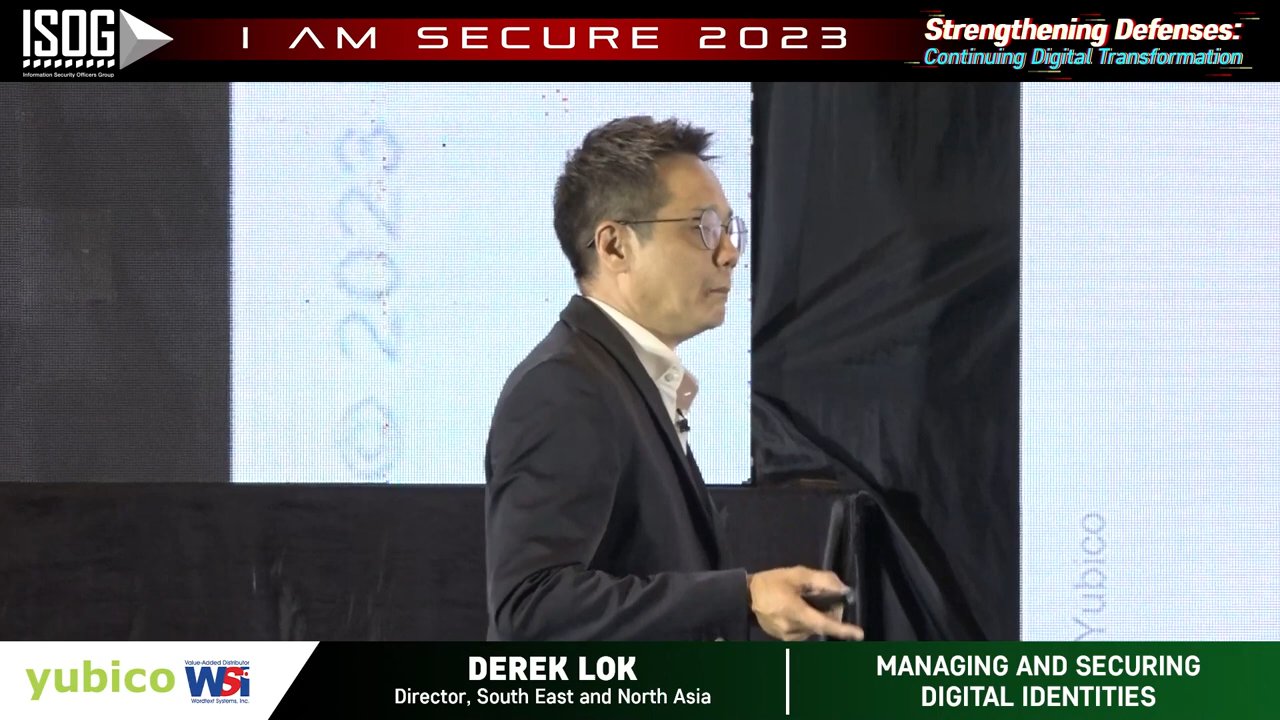 ISOG
Information Security Officers Group
I AM SECURE 2023
Strengthening Defenses:
Continuing Digital Transformation
© 2023
Yubico
yubico
Value-Added Distributor
WSI
Wordtext Systems, Inc.
DEREK LOK
Director, South East and North Asia
MANAGING AND SECURING
DIGITAL IDENTITIES